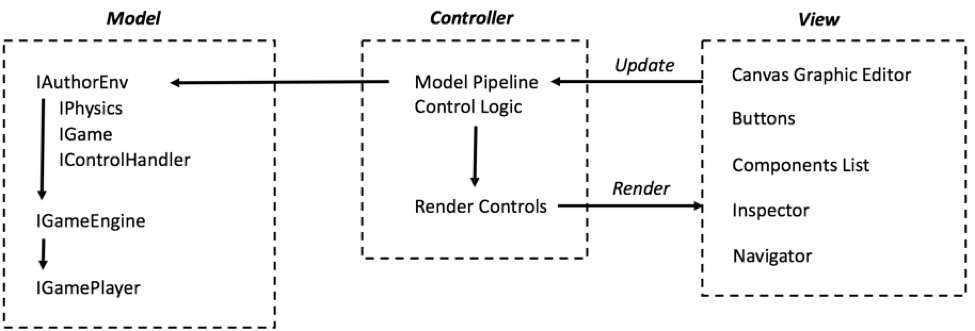 Model
IAuthorEnv
IPhysics
IGame
IControlHandler
IGameEngine
IGamePlayer
Controller
Model Pipeline
Control Logic
Render Controls
Update
Render
View
Canvas Graphic Editor
Buttons
Components List
Inspector
Navigator